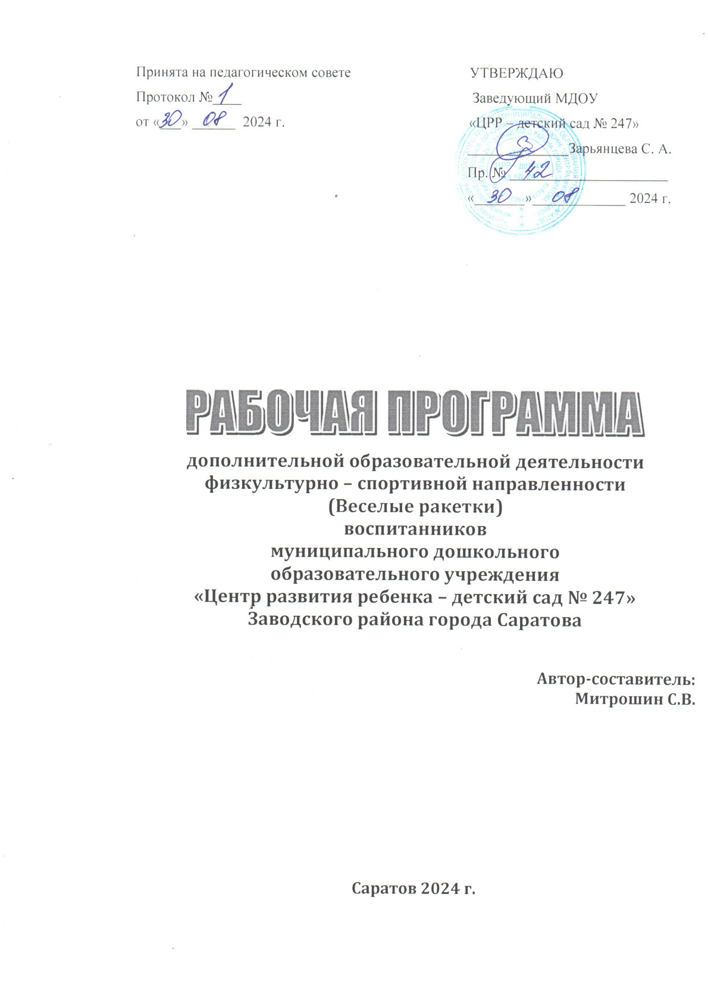 Принята на педагогическом совете
Протокол № 1
от «30» 08 2024 г.
УТВЕРЖДАЮ
Заведующий МДОУ
«ЦРР – детский сад № 247»
Зарьянцева С. А.
Пр. № 42
«30» 08 2024 г.
РАБОЧАЯ ПРОГРАММА
дополнительной образовательной деятельности
физкультурно – спортивной направленности
(Веселые ракетки)
воспитанников
муниципального дошкольного
образовательного учреждения
«Центр развития ребенка – детский сад № 247»
Заводского района города Саратова
Автор-составитель:
Митрошин С.В.
Саратов 2024 г.